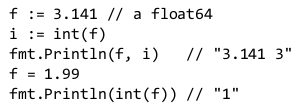 f := 3.141 // a float64
i := int(f)
fmt.Println(f, i)   // "3.141 3"
f = 1.99
fmt.Println(int(f)) // "1"